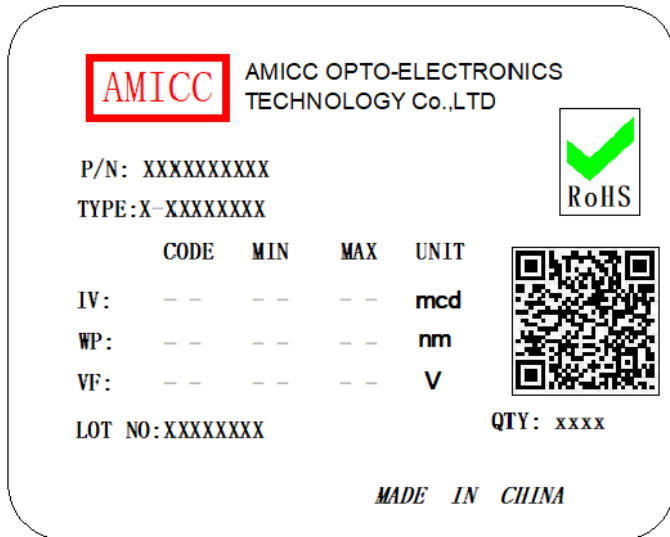 AMICC
AMICC OPTO-ELECTRONICS
TECHNOLOGY Co.,LTD
RoHS
P/N: XXXXXXXXXX
TYPE:X-XXXXXXXX
CODE MIN MAX UNIT
IV: -- -- -- mcd
WP: -- -- -- nm
VF: -- -- -- V
LOT NO:XXXXXXXX
QTY: xxxx
MADE IN CHINA